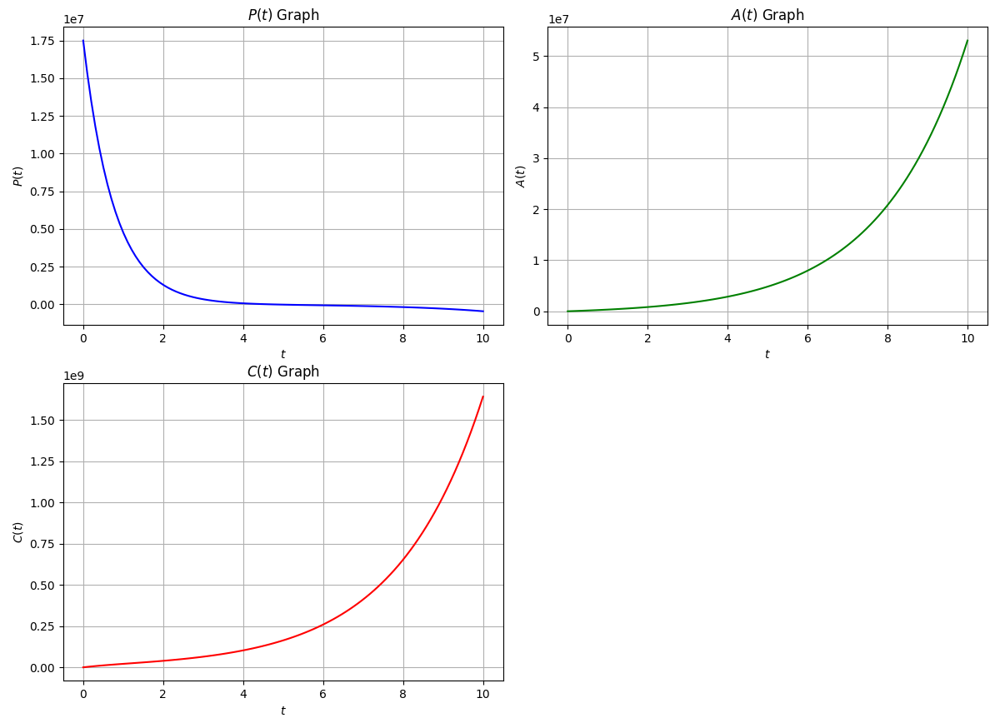 P(t) Graph
1e7
1.75
1.50
1.25
1.00
0.75
0.50
0.25
0.00
P(t)
0 2 4 6 8 10
t
A(t) Graph
1e7
5
4
3
2
1
0
A(t)
0 2 4 6 8 10
t
C(t) Graph
1e9
1.50
1.25
1.00
0.75
0.50
0.25
0.00
C(t)
0 2 4 6 8 10
t